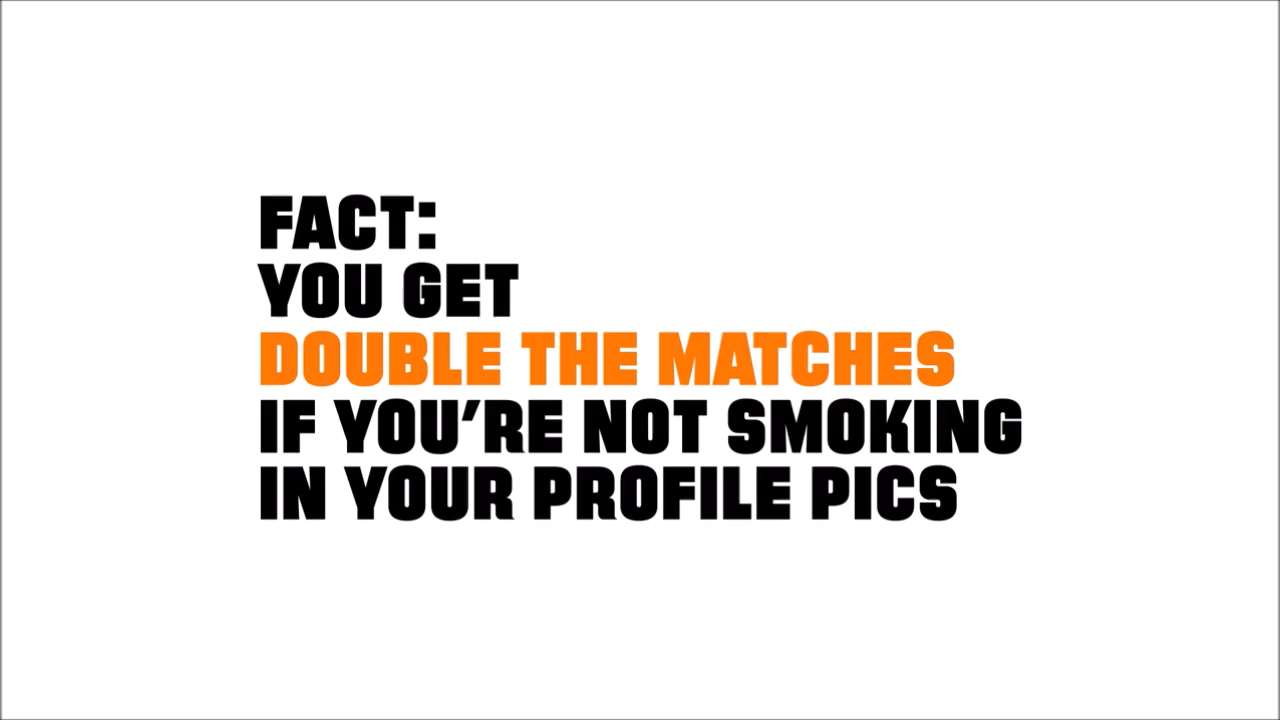 FACT:
YOU GET
DOUBLE THE MATCHES
IF YOU'RE NOT SMOKING
IN YOUR PROFILE PICS